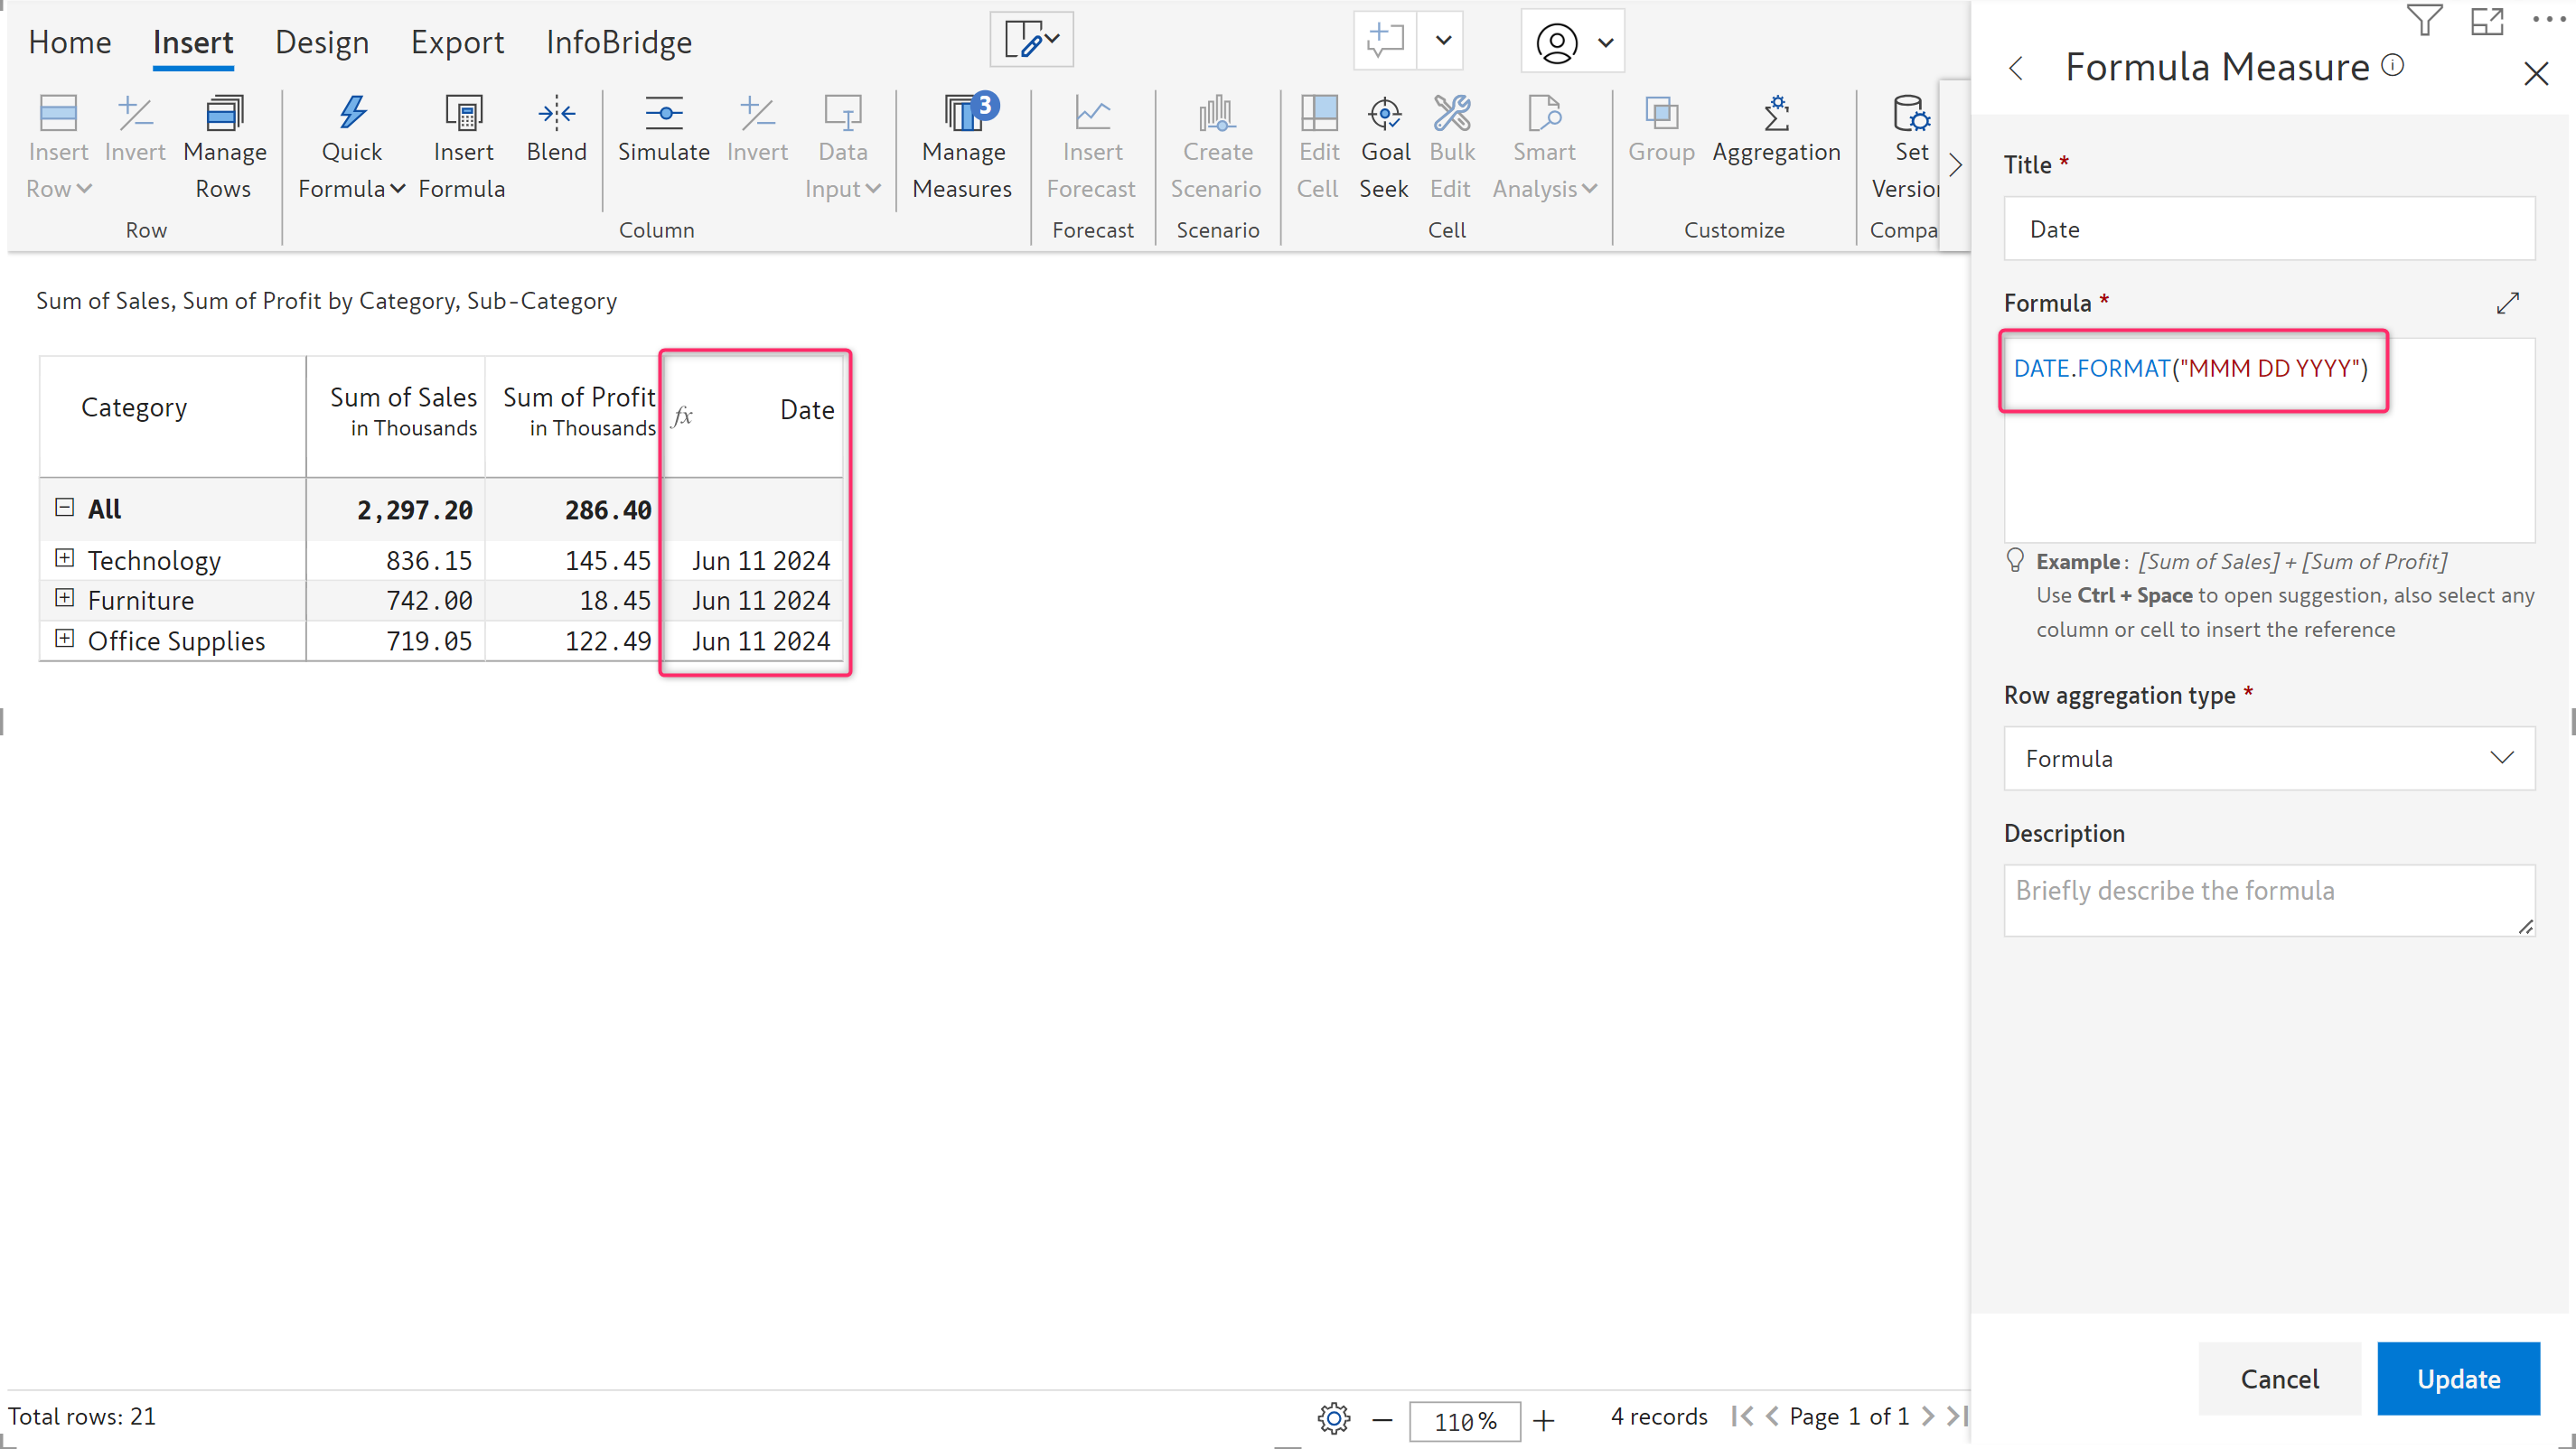 Home Insert Design Export InfoBridge
Insert Row
Invert
Manage Rows
Row
Quick Formula
Insert Formula
Blend
Simulate
Invert
Data Input
Column
3
Manage Measures
Insert Forecast
Forecast
Create Scenario
Scenario
Edit Cell
Goal Seek
Bulk Edit
Smart Analysis
Cell
Group
Aggregation
Customize
Set
Version
Compa
Sum of Sales, Sum of Profit by Category, Sub-Category
Category Sum of Sales in Thousands Sum of Profit in Thousands fx Date
All 2,297.20 286.40
Technology 836.15 145.45 Jun 11 2024
Furniture 742.00 18.45 Jun 11 2024
Office Supplies 719.05 122.49 Jun 11 2024
Total rows: 21
110 %
4 records
Page 1 of 1
Formula Measure
Title *
Date
Formula *
DATE.FORMAT("MMM DD YYYY")
Example: [Sum of Sales] + [Sum of Profit]
Use Ctrl + Space to open suggestion, also select any
column or cell to insert the reference
Row aggregation type *
Formula
Description
Briefly describe the formula
Cancel
Update